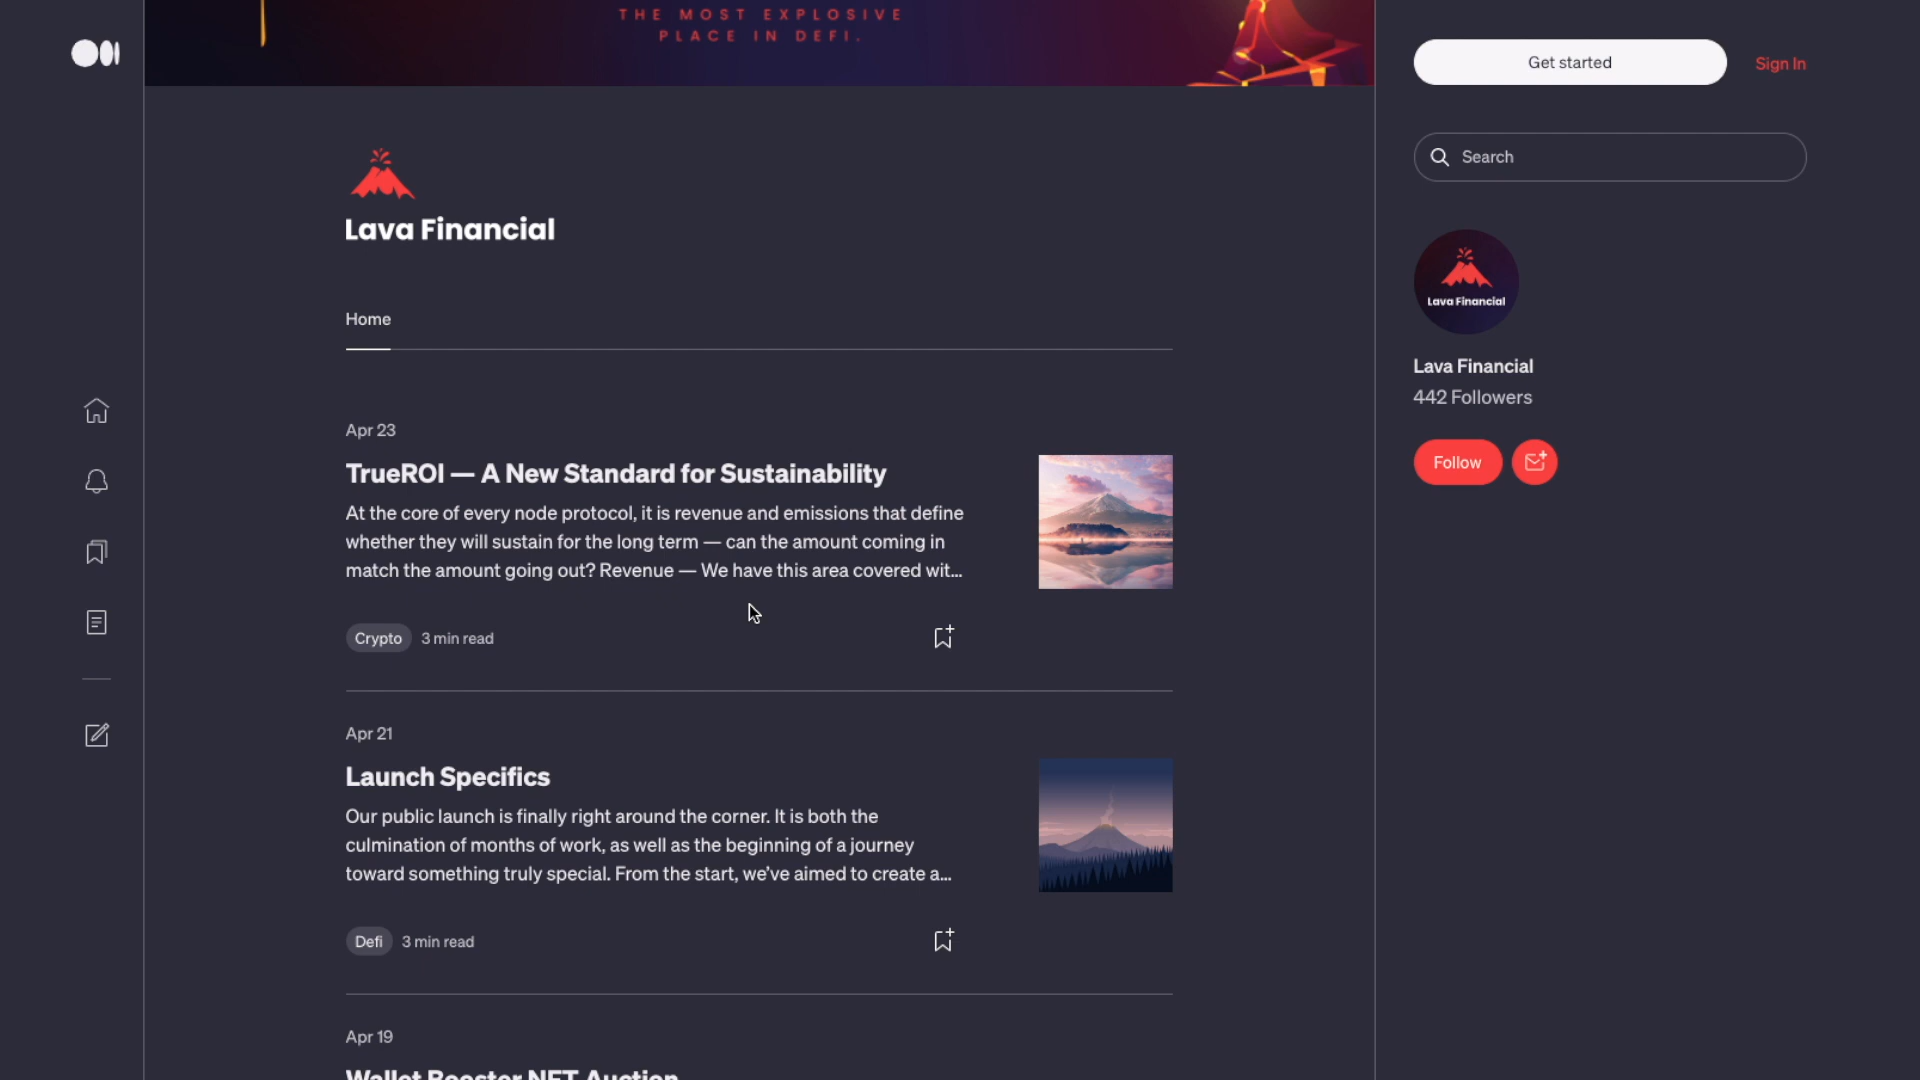 THE MOST EXPLOSIVE
PLACE IN DEFI.
Lava Financial
Home
Apr 23
TrueROI — A New Standard for Sustainability
At the core of every node protocol, it is revenue and emissions that define
whether they will sustain for the long term — can the amount coming in
match the amount going out? Revenue — We have this area covered wit...
Crypto
3 min read
Apr 21
Launch Specifics
Our public launch is finally right around the corner. It is both the
culmination of months of work, as well as the beginning of a journey
toward something truly special. From the start, we've aimed to create a...
Defi
3 min read
Apr 19
Wallet Booster NFT Auction
Get started
Sign In
Search
Lava Financial
Lava Financial
442 Followers
Follow